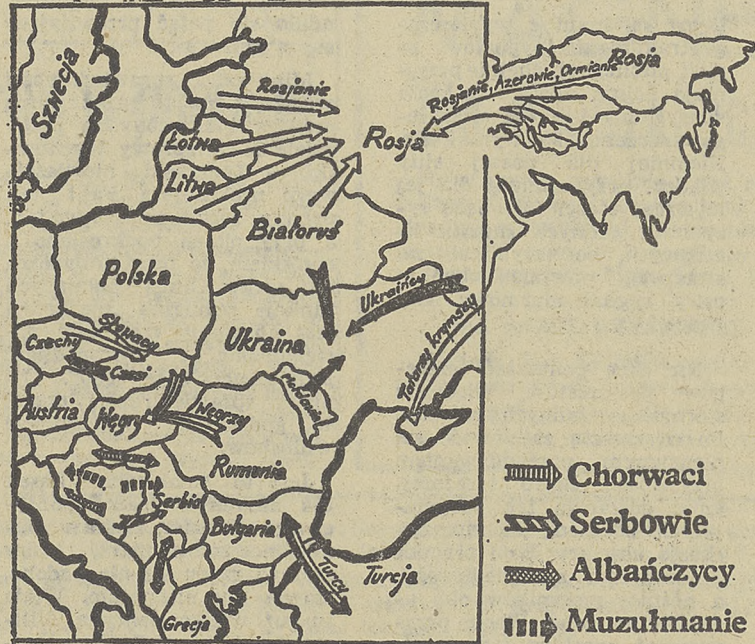 Szwecja
Rosjanie
Rosjanie, Azerowie, Ormianie
Rosja
Łotwa
Rosja
Litwa
Białoruś
Polska
Ukraińcy
Ukraina
Tatarzy krymscy
Słowacy
Czechy
Czesi
Mołdawia
Austria
Węgry
Węgrzy
Rumunia
Serbia
Bułgaria
Turcy
Turcja
Grecja
Chorwaci
Serbowie
Albańczycy
Muzułmanie